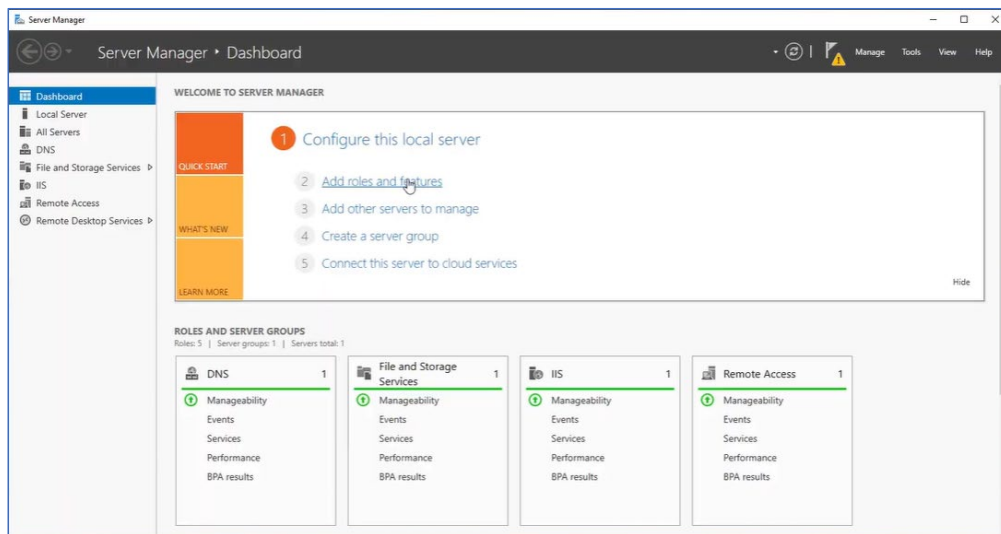 Server Manager
Server Manager • Dashboard
Manage Tools View Help
Dashboard
Local Server
All Servers
DNS
File and Storage Services
IIS
Remote Access
Remote Desktop Services
WELCOME TO SERVER MANAGER
QUICK START
WHAT'S NEW
LEARN MORE
1 Configure this local server
2 Add roles and features
3 Add other servers to manage
4 Create a server group
5 Connect this server to cloud services
Hide
ROLES AND SERVER GROUPS
Roles: 5 | Server groups: 1 | Servers total: 1
DNS 1
Manageability
Events
Services
Performance
BPA results
File and Storage
Services 1
Manageability
Events
Services
Performance
BPA results
IIS 1
Manageability
Events
Services
Performance
BPA results
Remote Access 1
Manageability
Events
Services
Performance
BPA results